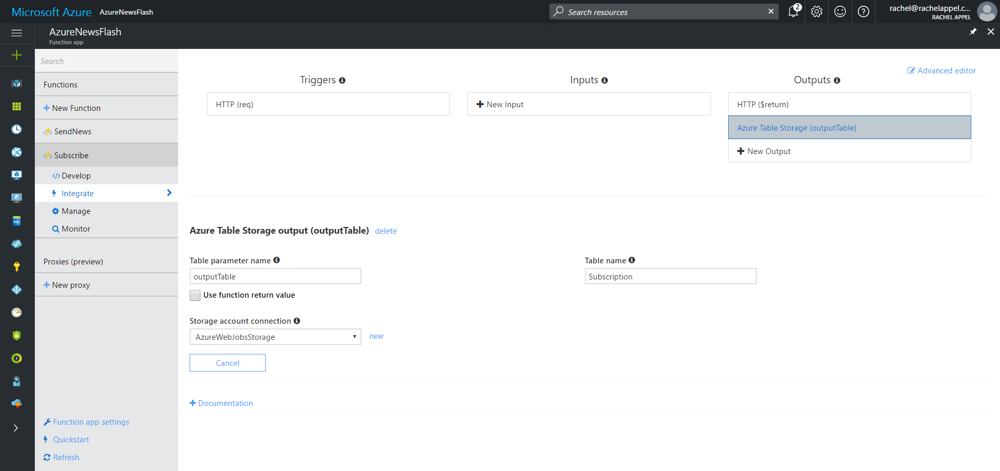 Microsoft Azure AzureNewsFlash
Search resources
2
rachel@rachelappel.c...
RACHEL APPEL
AzureNewsFlash
Function app
Search
Functions
New Function
SendNews
Subscribe
Develop
Integrate
Manage
Monitor
Proxies (preview)
New proxy
Function app settings
Quickstart
Refresh
Advanced editor
Triggers
HTTP (req)
Inputs
New Input
Outputs
HTTP ($return)
Azure Table Storage (outputTable)
New Output
Azure Table Storage output (outputTable) delete
Table parameter name
outputTable
Use function return value
Table name
Subscription
Storage account connection
AzureWebJobsStorage
new
Cancel
Documentation
SQL